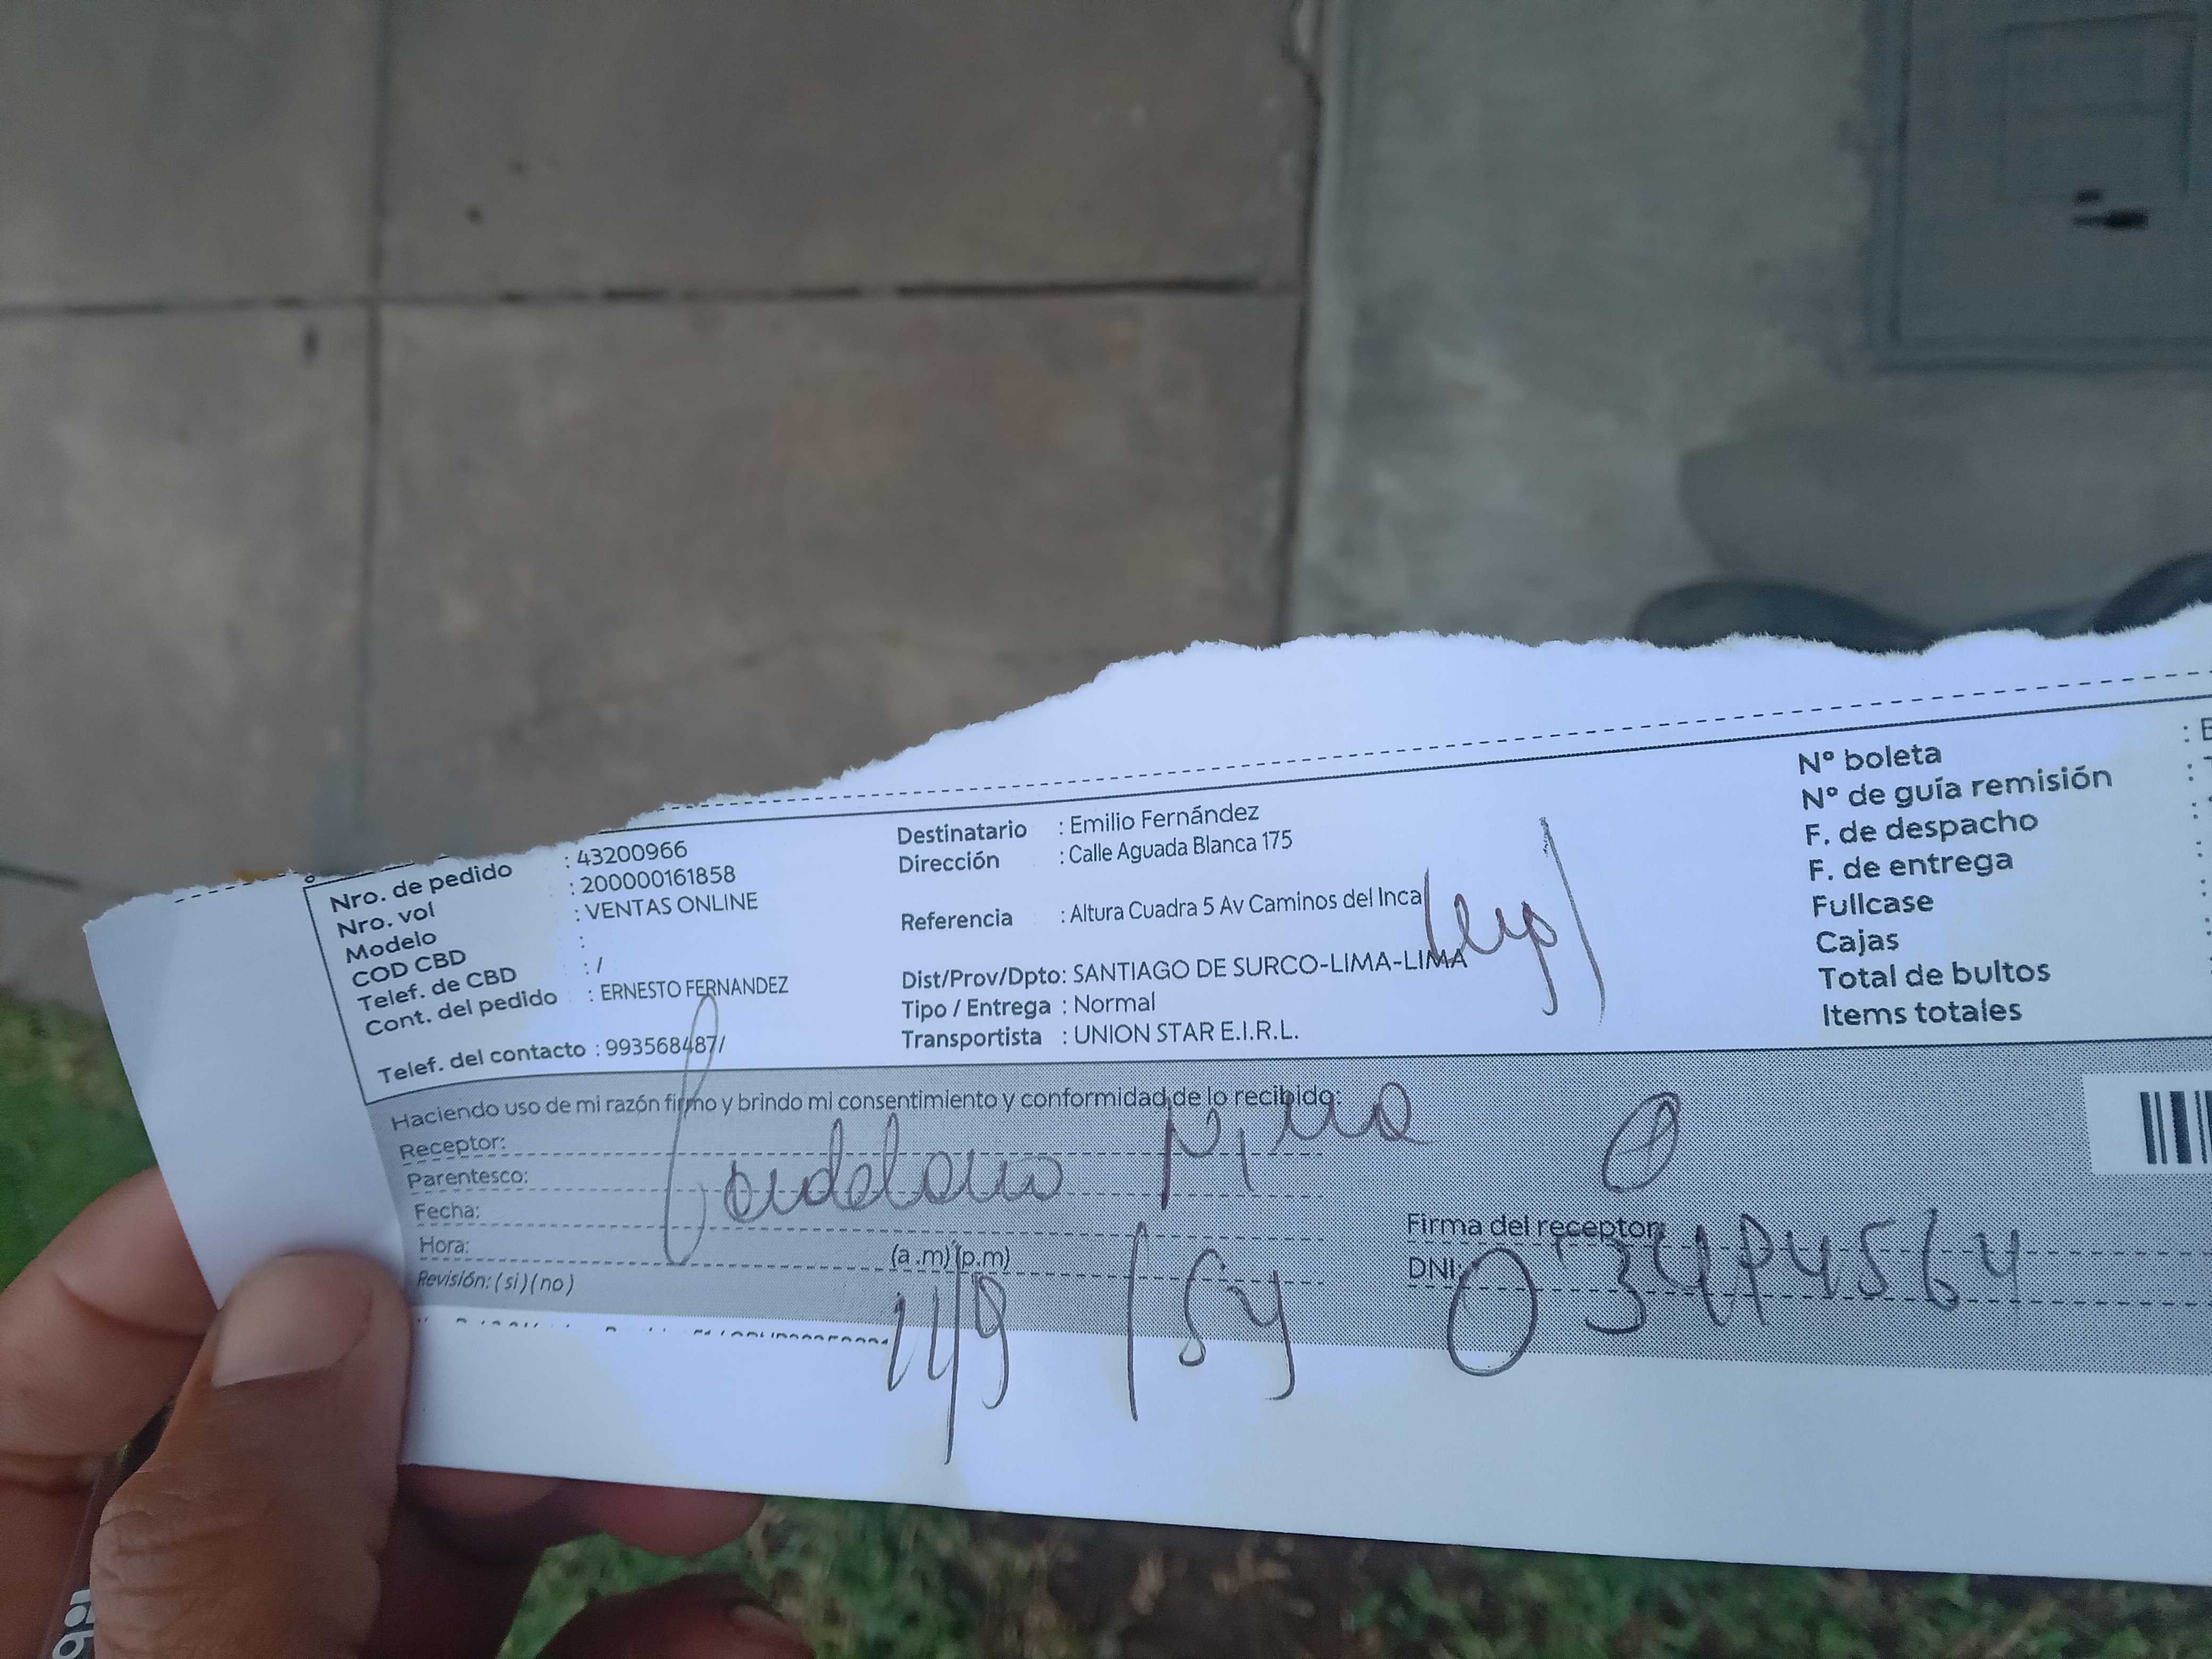 Nro. de pedido : 43200966
Nro. vol : 200000161858
Modelo : VENTAS ONLINE
COD CBD :
Telef. de CBD : /
Cont. del pedido : ERNESTO FERNANDEZ
Telef. del contacto : 993568487/
Destinatario : Emilio Fernández
Dirección : Calle Aguada Blanca 175
Referencia : Altura Cuadra 5 Av Caminos del Inca
Dist/Prov/Dpto: SANTIAGO DE SURCO-LIMA-LIMA
Tipo / Entrega : Normal
Transportista : UNION STAR E.I.R.L.
Nº boleta :
Nº de guía remisión :
F. de despacho :
F. de entrega :
Fullcase :
Cajas :
Total de bultos
Items totales
Haciendo uso de mi razón firmo y brindo mi consentimiento y conformidad de lo recibido:
Receptor:
Parentesco:
Fecha:
Hora: (a.m) (p.m)
Revisión: (si) (no)
Firma del receptor:
DNI: